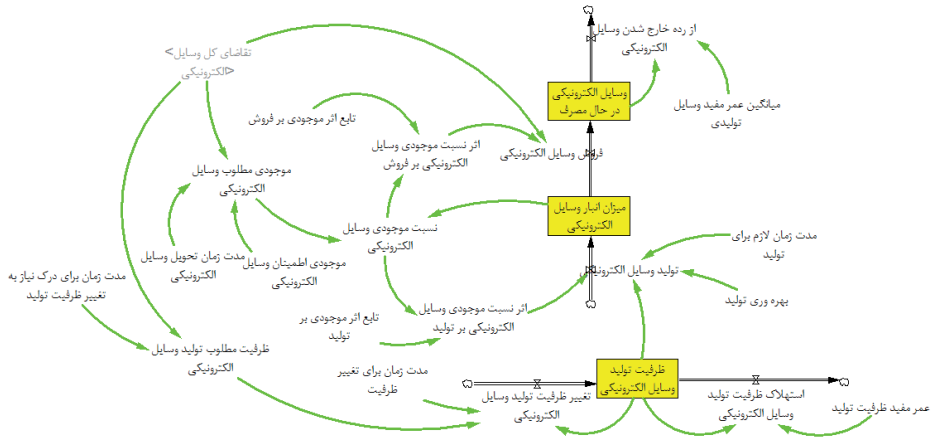 از رده خارج شدن وسایل
الکترونیکی
<تقاضای کل وسایل
الکترونیکی>
وسایل الکترونیکی
در حال مصرف
میانگین عمر مفید وسایل
تولیدی
تابع اثر موجودی بر فروش
اثر نسبت موجودی وسایل
الکترونیکی بر فروش
فروش وسایل الکترونیکی
موجودی مطلوب وسایل
الکترونیکی
میزان انبار وسایل
الکترونیکی
نسبت موجودی وسایل
الکترونیکی
مدت زمان لازم برای
تولید
مدت زمان تحویل وسایل
الکترونیکی
موجودی اطمینان وسایل
الکترونیکی
تولید وسایل الکترونیکی
مدت زمان برای درک نیاز به
تغییر ظرفیت تولید
بهره وری تولید
اثر نسبت موجودی وسایل
الکترونیکی بر تولید
تابع اثر موجودی بر
تولید
ظرفیت مطلوب تولید وسایل
الکترونیکی
مدت زمان برای تغییر
ظرفیت
ظرفیت تولید
وسایل الکترونیکی
تغییر ظرفیت تولید وسایل
الکترونیکی
استهلاک ظرفیت تولید
وسایل الکترونیکی
عمر مفید ظرفیت تولید